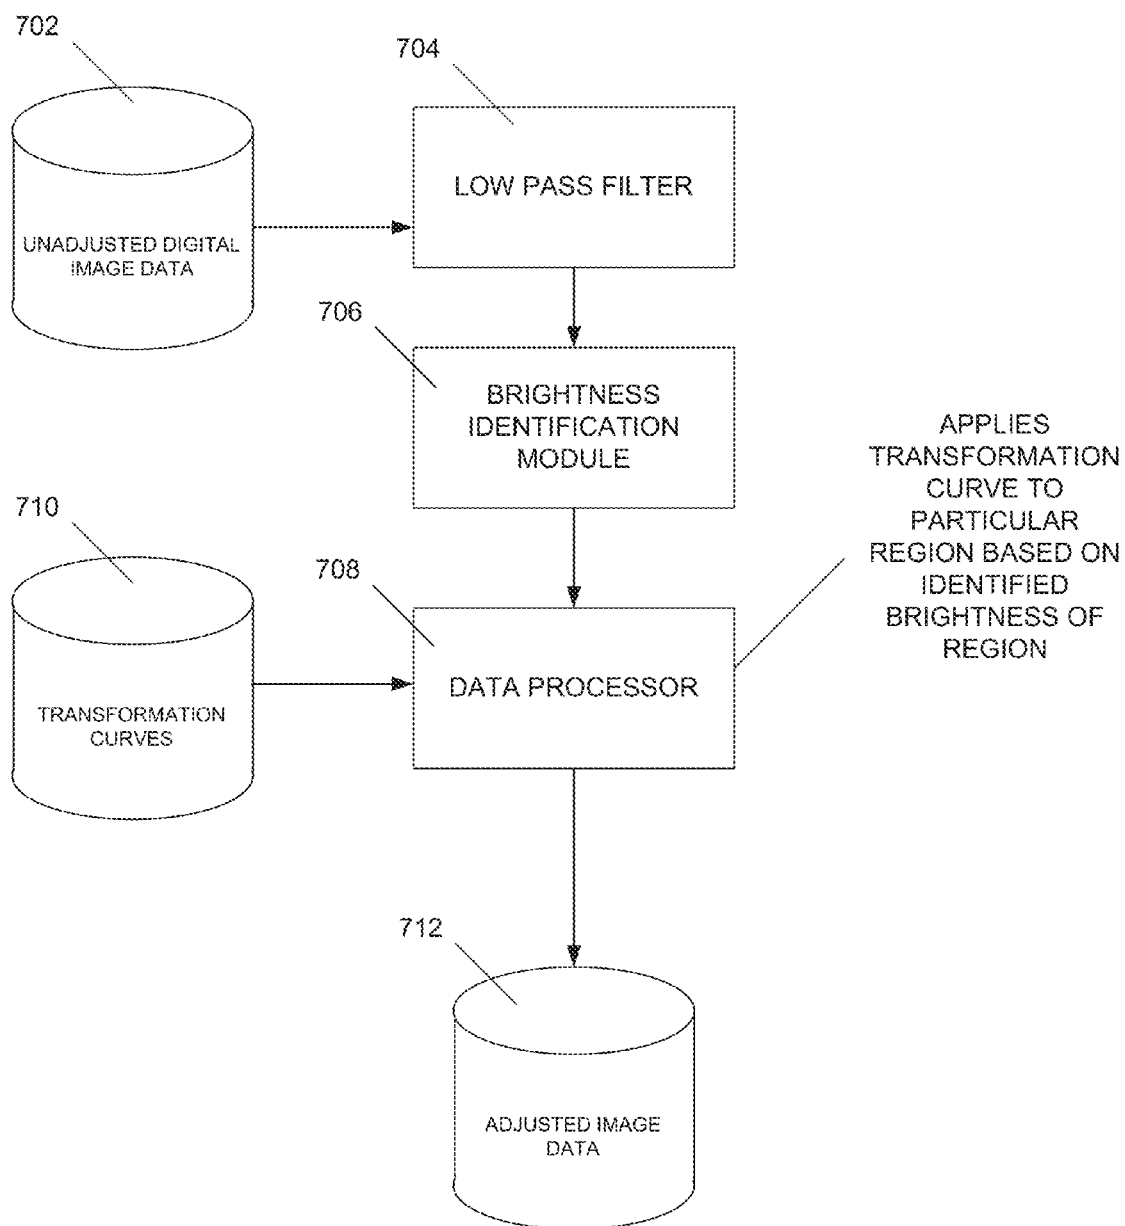 702
704
LOW PASS FILTER
UNADJUSTED DIGITAL
IMAGE DATA
706
BRIGHTNESS
IDENTIFICATION
MODULE
APPLIES
TRANSFORMATION
CURVE TO
PARTICULAR
REGION BASED ON
IDENTIFIED
BRIGHTNESS OF
REGION
710
708
DATA PROCESSOR
TRANSFORMATION
CURVES
712
ADJUSTED IMAGE
DATA